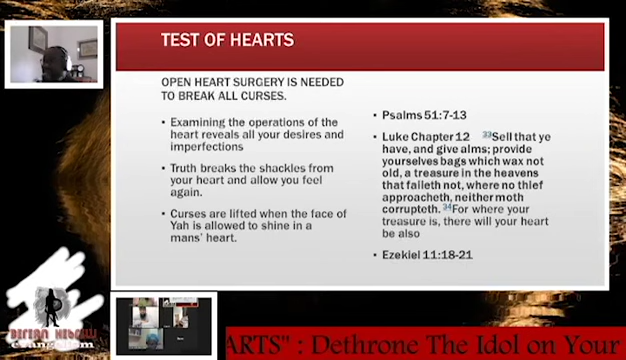 TEST OF HEARTS
OPEN HEART SURGERY IS NEEDED
TO BREAK ALL CURSES.
• Examining the operations of the
heart reveals all your desires and
imperfections
• Truth breaks the shackles from
your heart and allow you feel
again.
• Curses are lifted when the face of
Yah is allowed to shine in a
mans' heart.
• Psalms 51:7-13
• Luke Chapter 12 33Sell that ye
have, and give alms; provide
yourselves bags which wax not
old, a treasure in the heavens
that faileth not, where no thief
approacheth, neither moth
corrupteth. 34For where your
treasure is, there will your heart
be also
• Ezekiel 11:18-21
ARTS" : Dethrone The Idol on Your